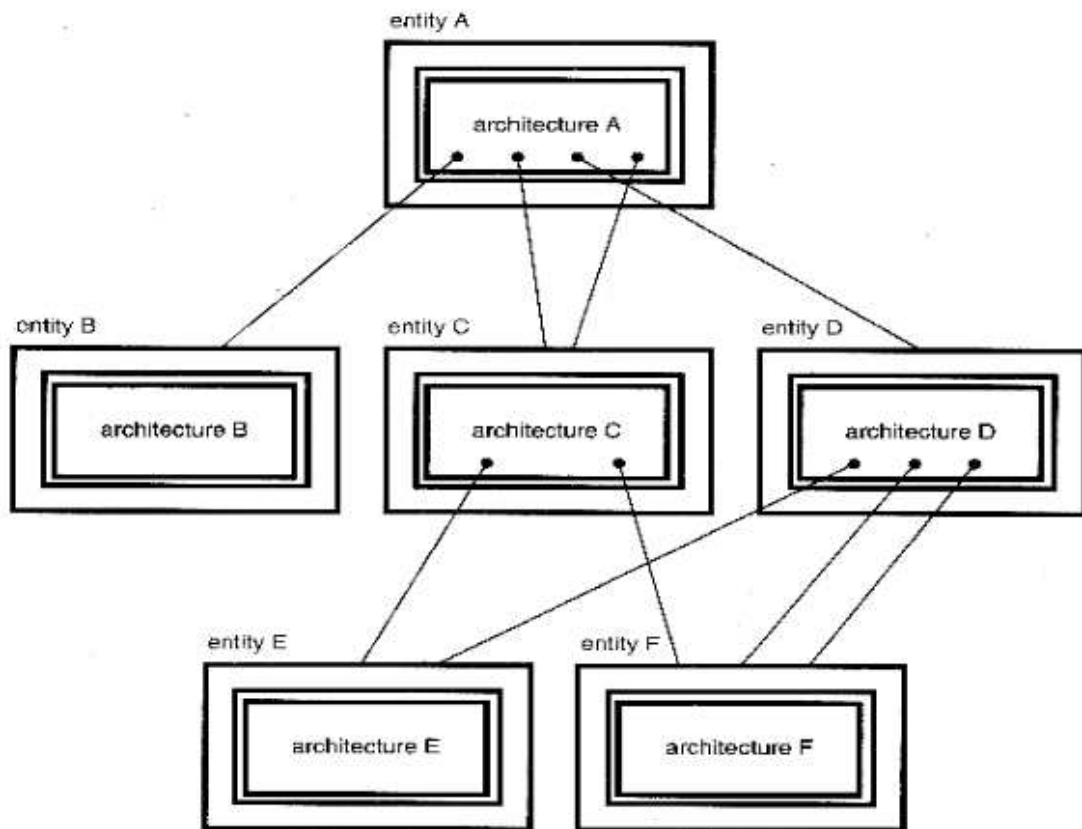 entity A
architecture A
entity B
entity C
entity D
architecture B
architecture C
architecture D
entity E
entity F
architecture E
architecture F